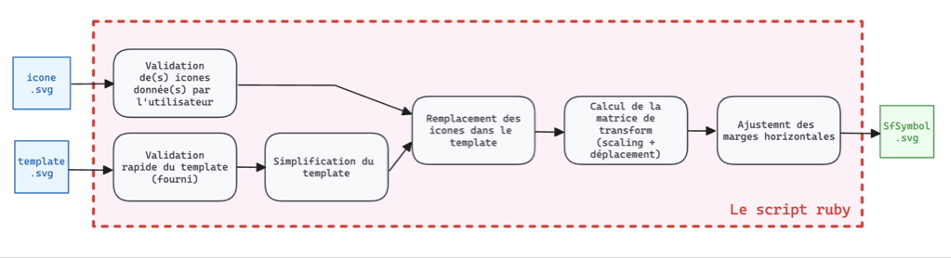 icone
.svg
Validation
de(s) icones
donnée(s) par
l'utilisateur
template
.svg
Validation
rapide du template
(fourni)
Simplification du
template
Remplacement des
icones dans le
template
Calcul de la
matrice de
transform
(scaling +
déplacement)
Ajustemnt des
marges horizontales
SfSymbol
.svg
Le script ruby